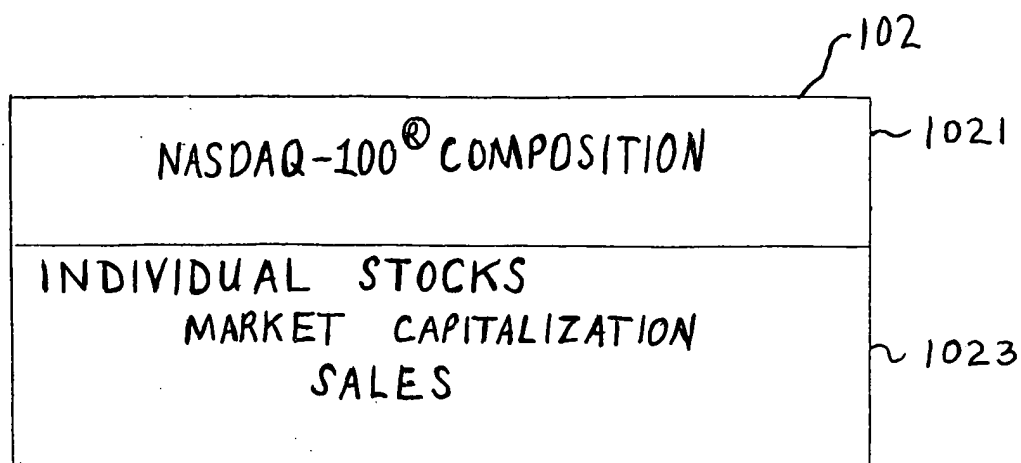 102
NASDAQ-100® COMPOSITION
1021
INDIVIDUAL STOCKS
MARKET CAPITALIZATION
1023
SALES